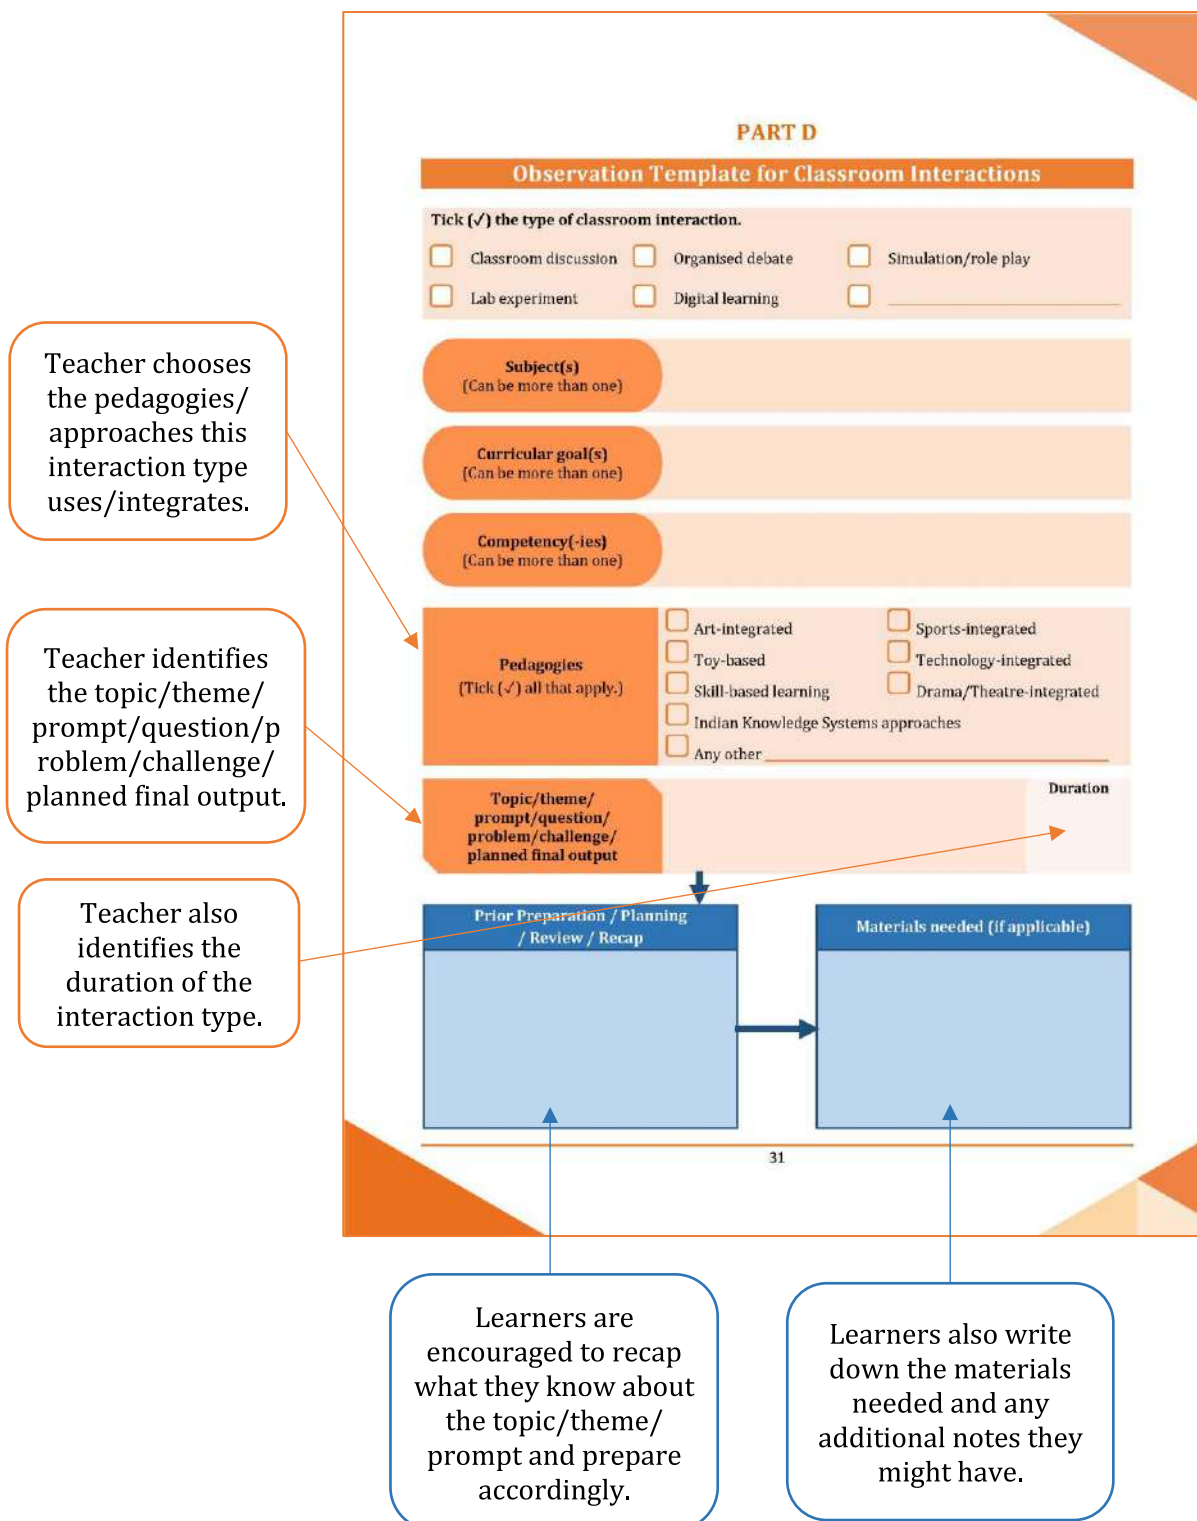 PART D
Observation Template for Classroom Interactions
Tick (✓) the type of classroom interaction.
Classroom discussion
Organised debate
Simulation/role play
Lab experiment
Digital learning
Subject(s)
(Can be more than one)
Curricular goal(s)
(Can be more than one)
Competency(-ies)
(Can be more than one)
Pedagogies
(Tick (✓) all that apply.)
Art-integrated
Sports-integrated
Toy-based
Technology-integrated
Skill-based learning
Drama/Theatre-integrated
Indian Knowledge Systems approaches
Any other
Topic/theme/
prompt/question/
problem/challenge/
planned final output
Duration
Prior Preparation / Planning
/ Review / Recap
Materials needed (if applicable)
31
Teacher chooses
the pedagogies/
approaches this
interaction type
uses/integrates.
Teacher identifies
the topic/theme/
prompt/question/p
roblem/challenge/
planned final output.
Teacher also
identifies the
duration of the
interaction type.
Learners are
encouraged to recap
what they know about
the topic/theme/
prompt and prepare
accordingly.
Learners also write
down the materials
needed and any
additional notes they
might have.